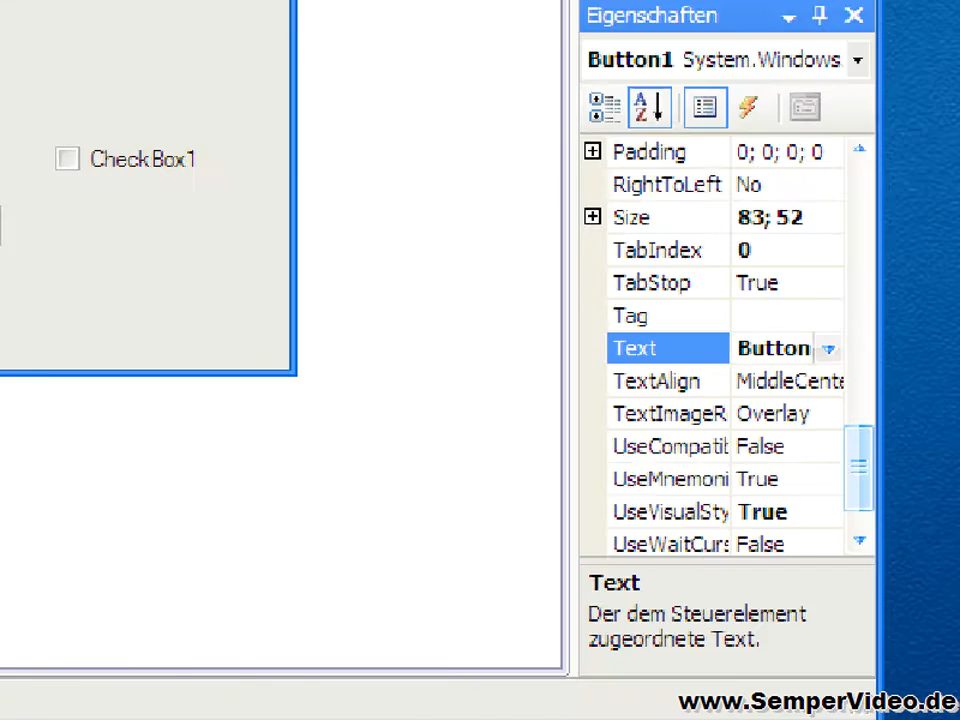 Eigenschaften
Button1 System.Windows.
Padding 0; 0; 0; 0
RightToLeft No
Size 83; 52
TabIndex 0
TabStop True
Tag
Text Button
TextAlign MiddleCente
TextImageR Overlay
UseCompatib False
UseMnemoni True
UseVisualSty True
UseWaitCurs False
CheckBox1
Text
Der dem Steuerelement
zugeordnete Text.
www.SemperVideo.de